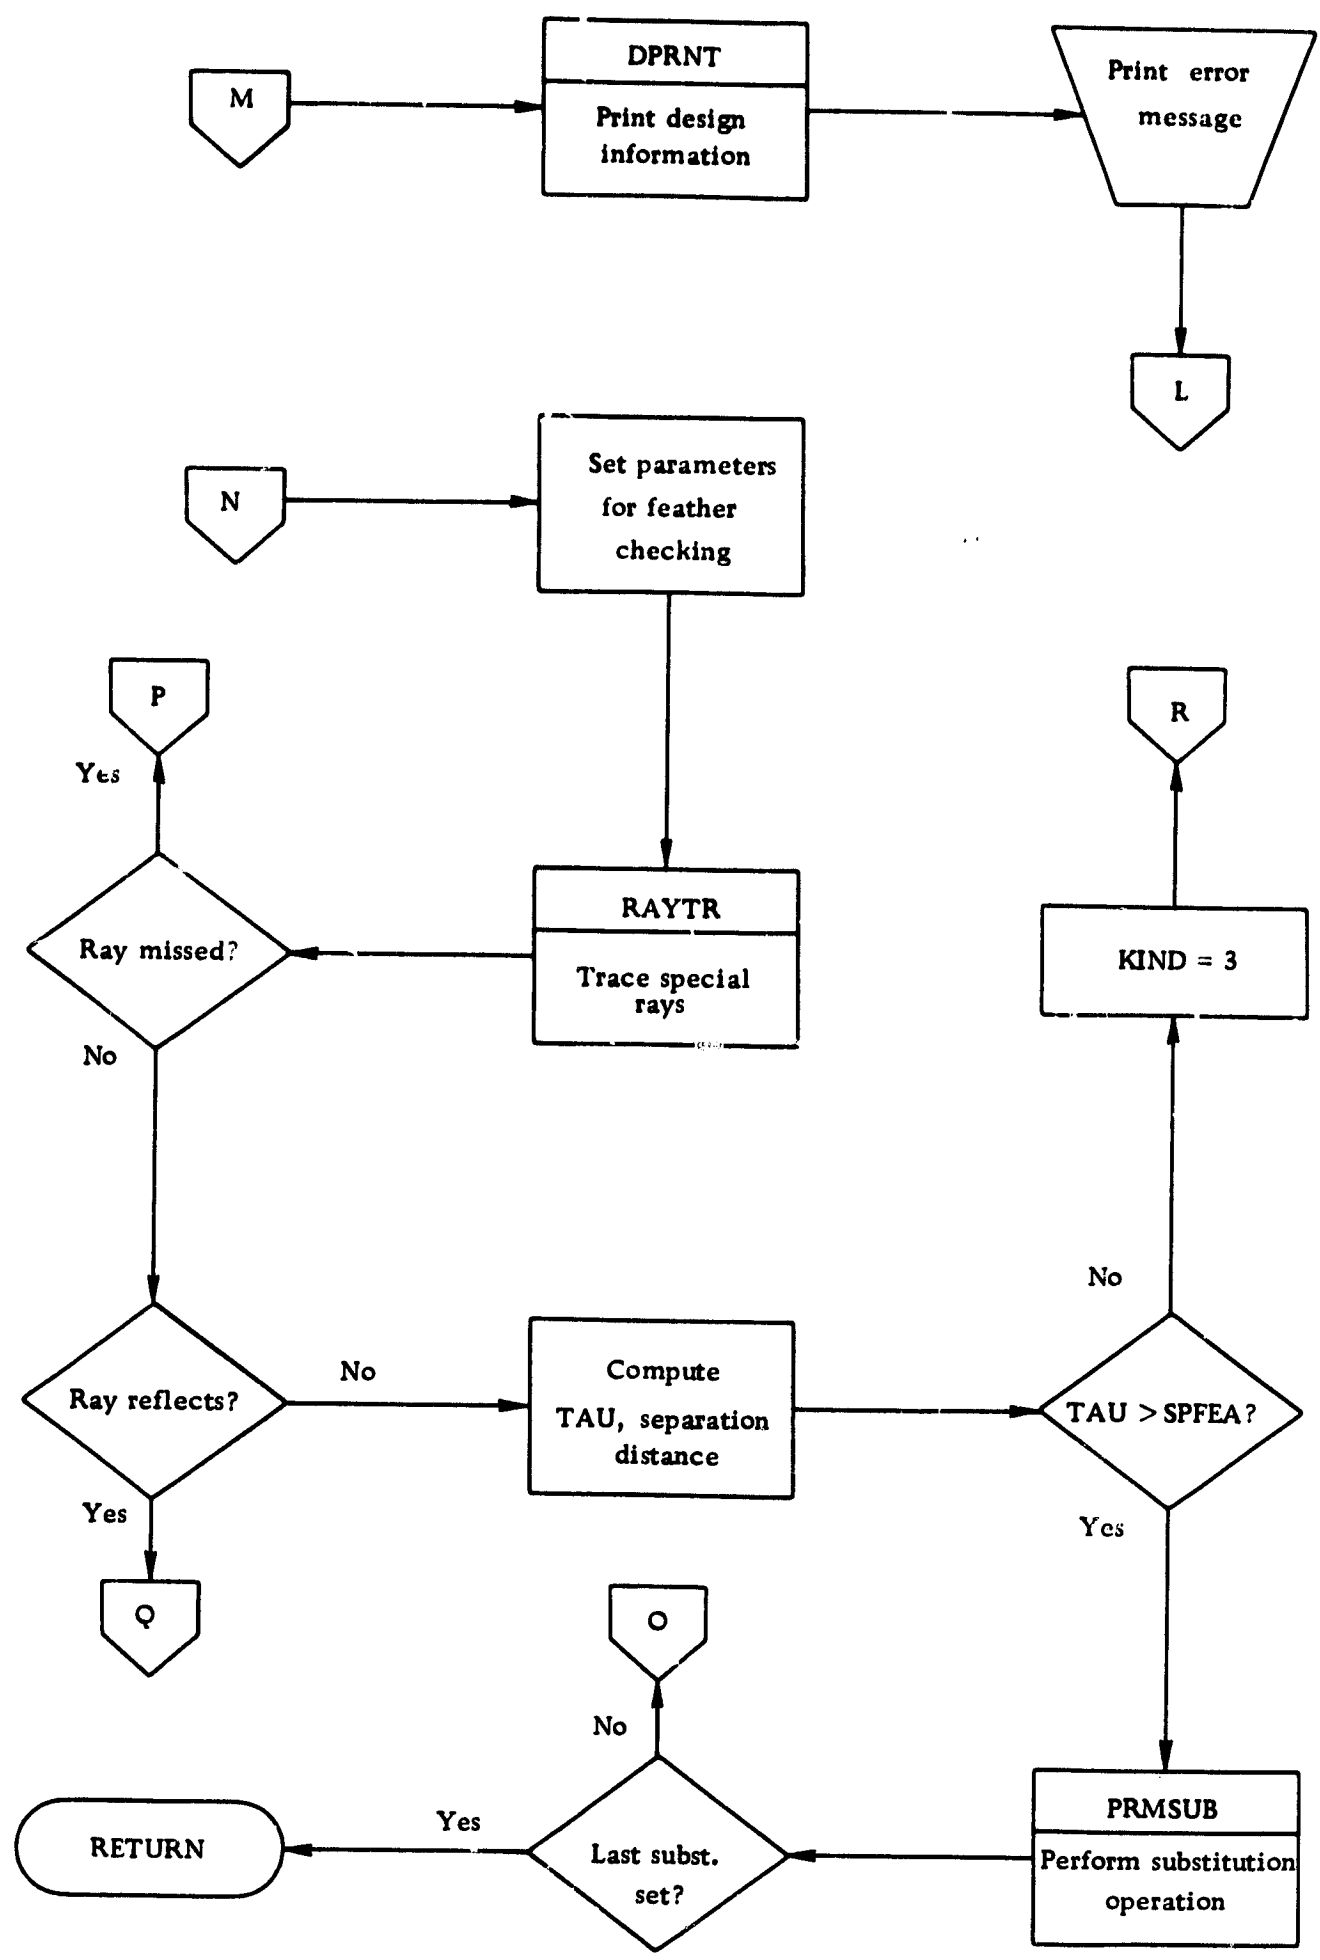 M
DPRNT
Print design
information
Print error
message
L
N
Set parameters
for feather
checking
P
Yes
R
Ray missed?
RAYTR
Trace special
rays
KIND = 3
No
No
Ray reflects?
No
Compute
TAU, separation
distance
TAU > SPFEA?
Yes
Yes
Q
O
No
PRMSUB
Perform substitution
operation
Last subst.
set?
Yes
RETURN